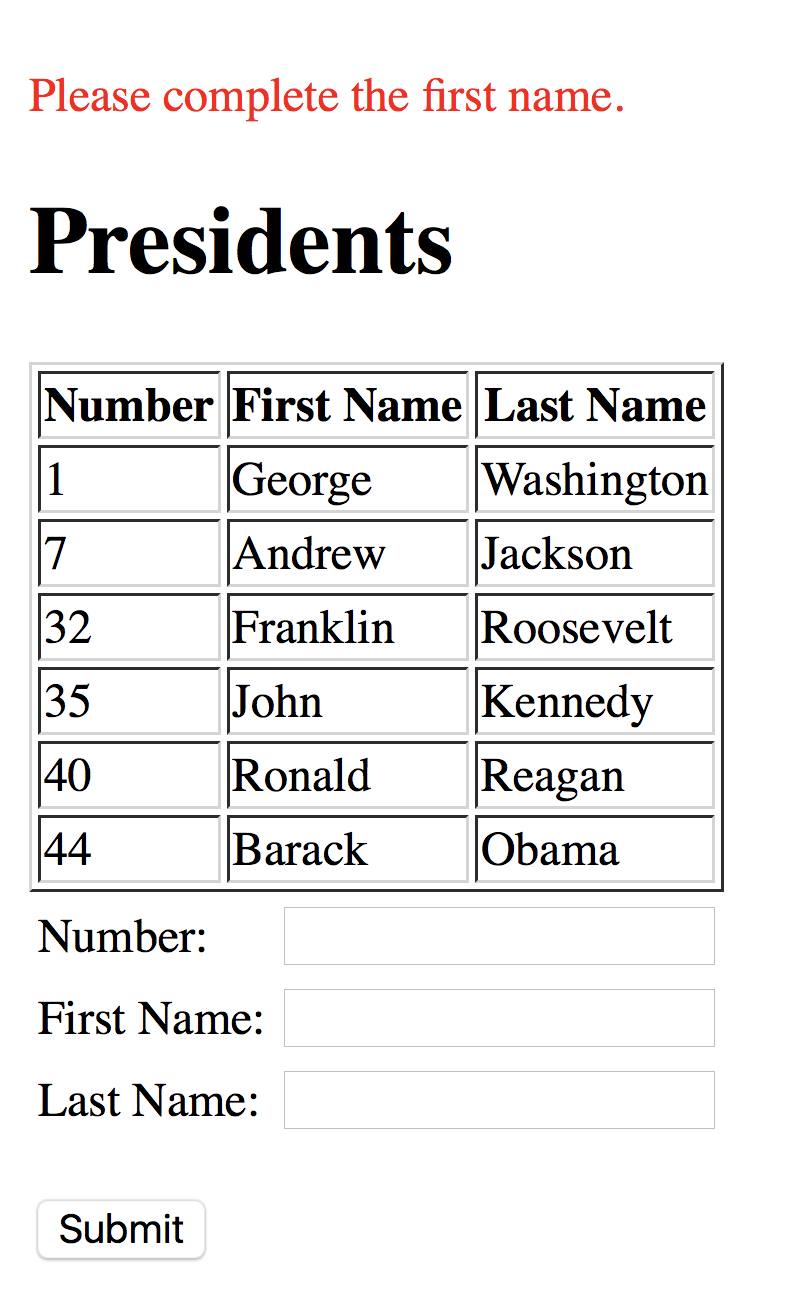 Please complete the first name.
Presidents
Number First Name Last Name
1 George Washington
7 Andrew Jackson
32 Franklin Roosevelt
35 John Kennedy
40 Ronald Reagan
44 Barack Obama
Number:
First Name:
Last Name:
Submit